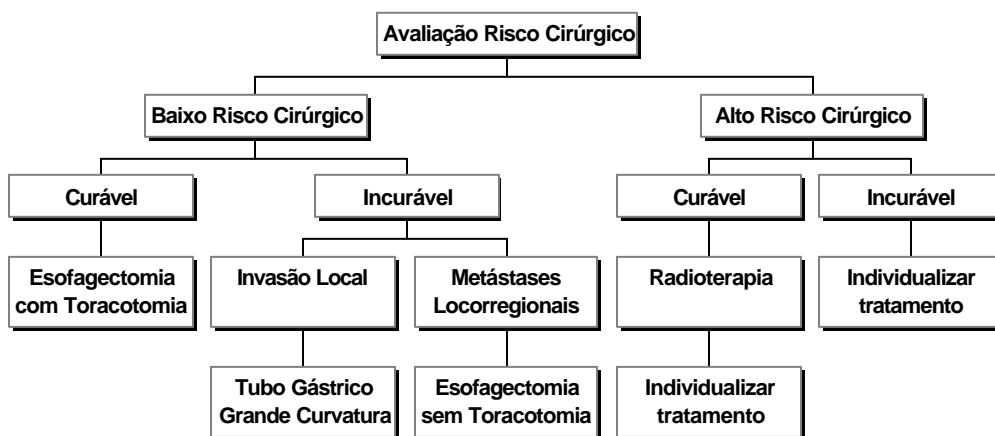 Avaliação Risco Cirúrgico
Baixo Risco Cirúrgico
Alto Risco Cirúrgico
Curável
Incurável
Curável
Incurável
Esofagectomia
com Toracotomia
Invasão Local
Metástases
Locorregionais
Radioterapia
Individualizar
tratamento
Tubo Gástrico
Grande Curvatura
Esofagectomia
sem Toracotomia
Individualizar
tratamento